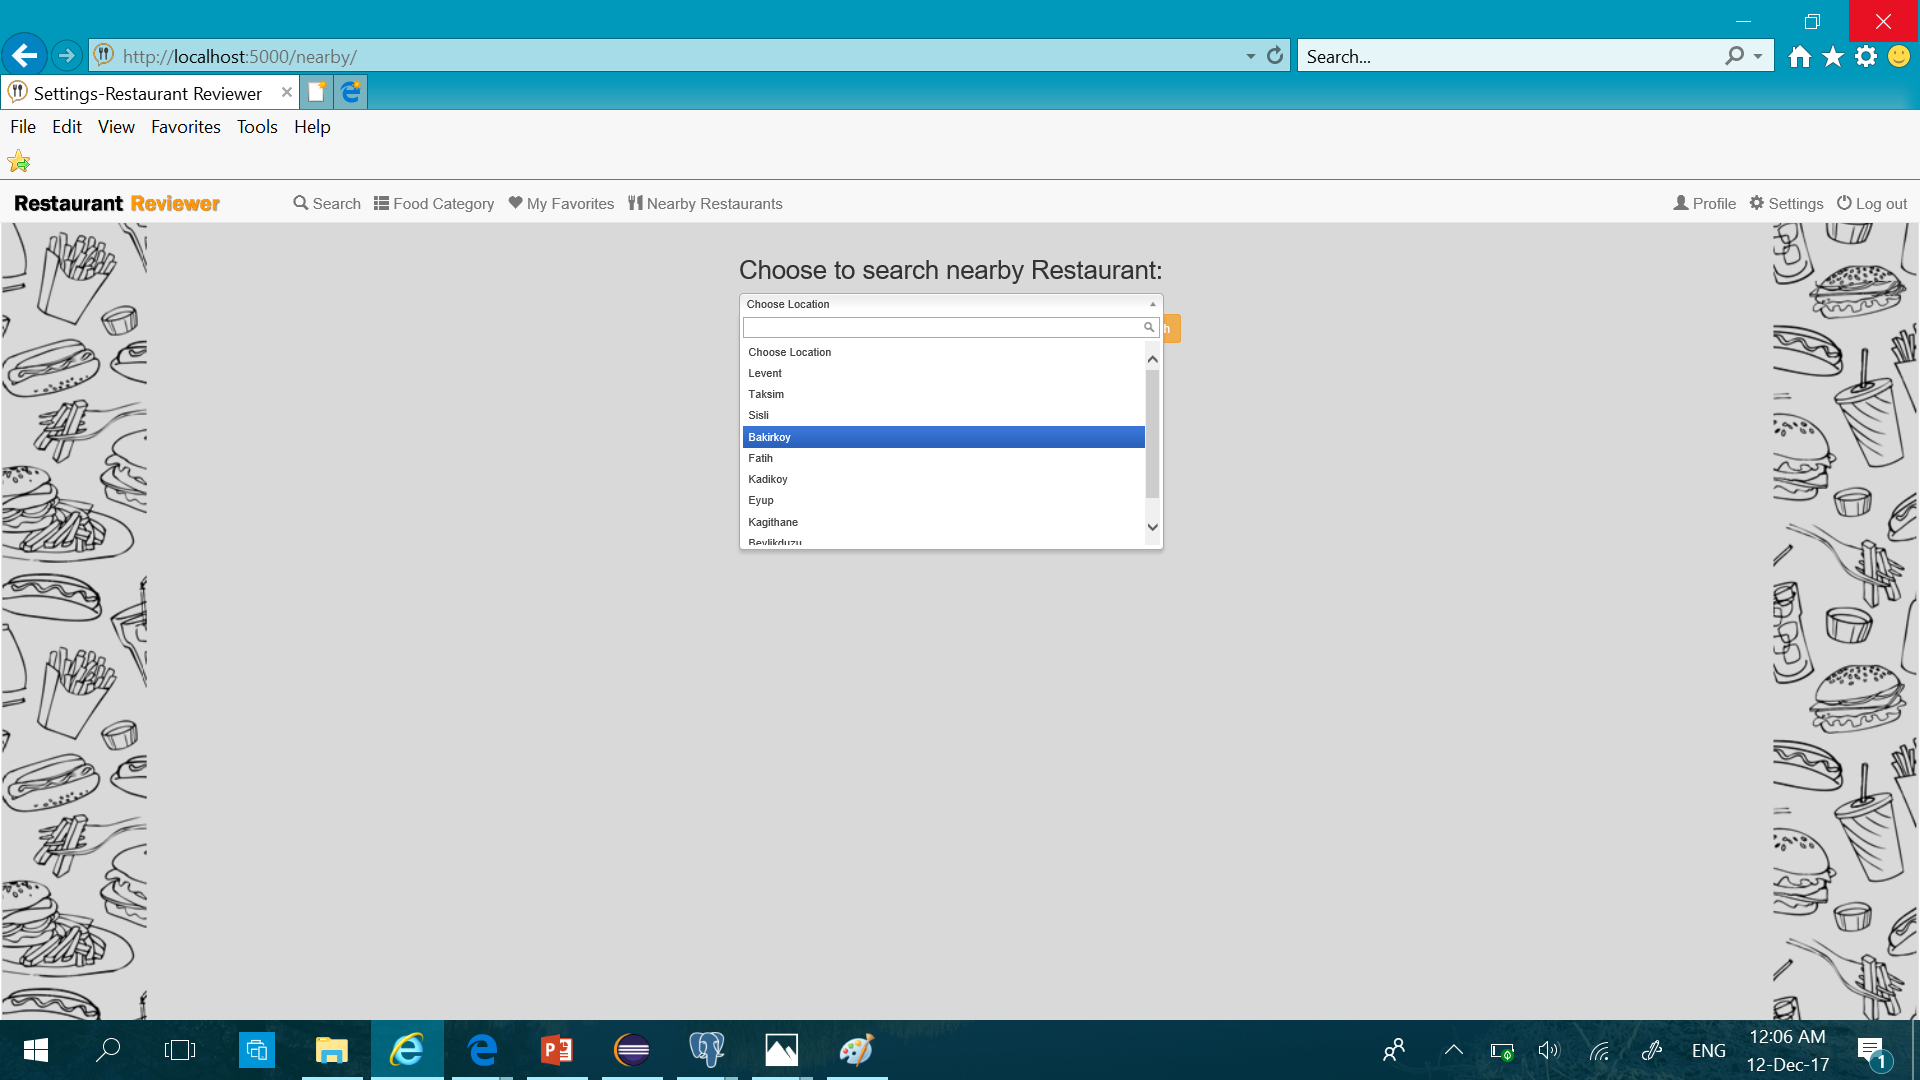 http://localhost:5000/nearby/
Search...
Settings-Restaurant Reviewer
File Edit View Favorites Tools Help
Restaurant Reviewer Search Food Category My Favorites Nearby Restaurants Profile Settings Log out
Choose to search nearby Restaurant:
Choose Location
h
Choose Location
Levent
Taksim
Sisli
Bakirkoy
Fatih
Kadikoy
Eyup
Kagithane
Beylikduzu
ENG
12:06 AM
12-Dec-17
1